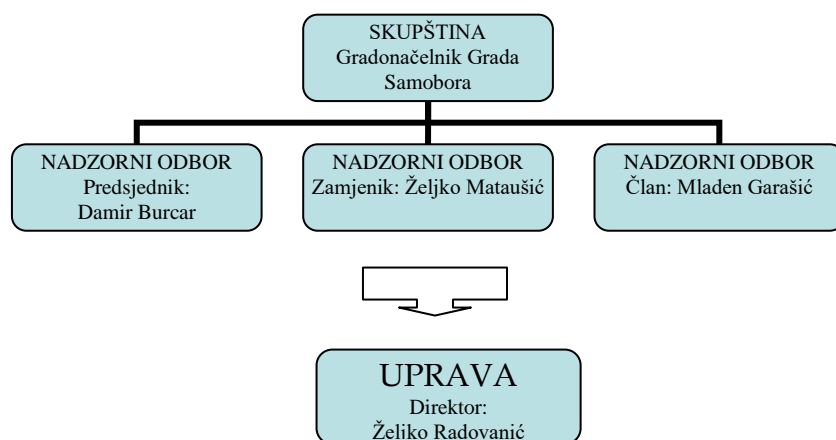 SKUPŠTINA
Gradonačelnik Grada
Samobora
NADZORNI ODBOR
Predsjednik:
Damir Burcar
NADZORNI ODBOR
Zamjenik: Željko Mataušić
NADZORNI ODBOR
Član: Mladen Garašić
UPRAVA
Direktor:
Željko Radovanić